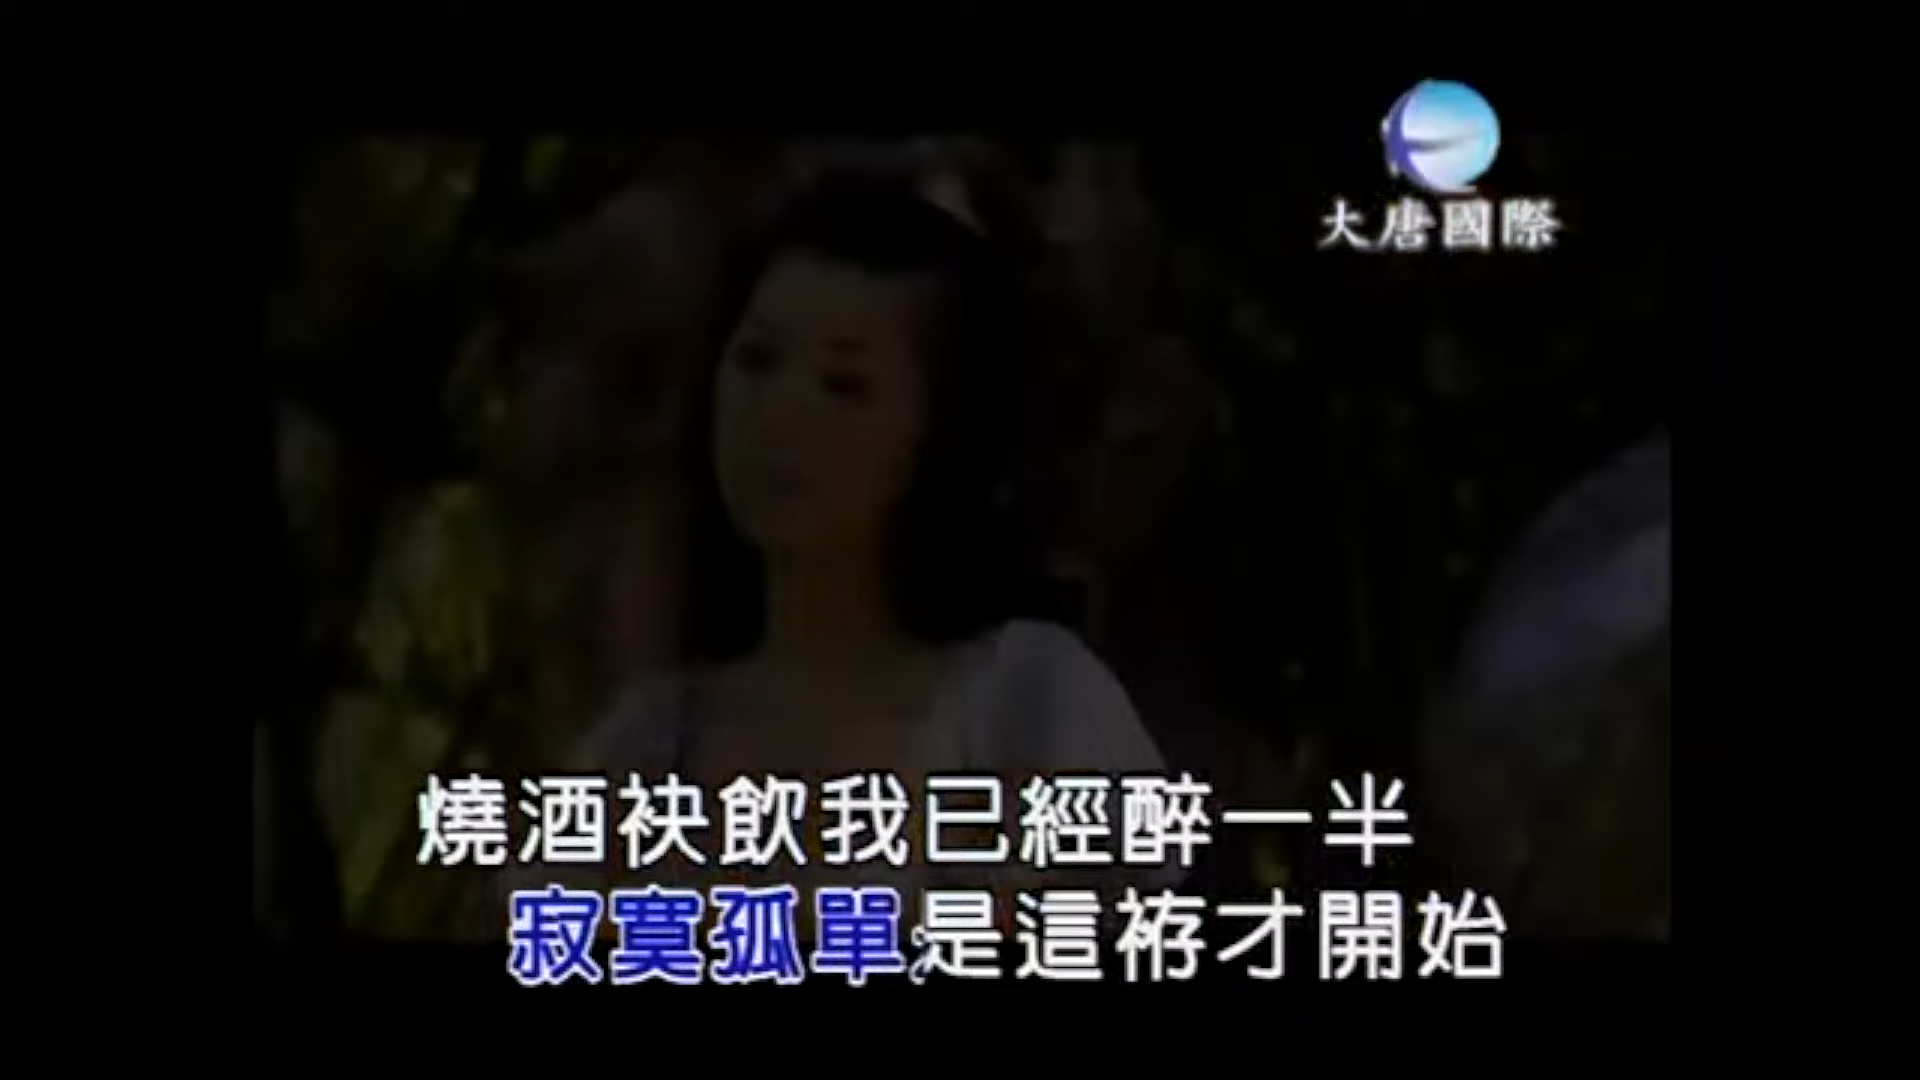 大唐國際
燒酒袂飲我已經醉一半
寂寞孤單是這袸才開始